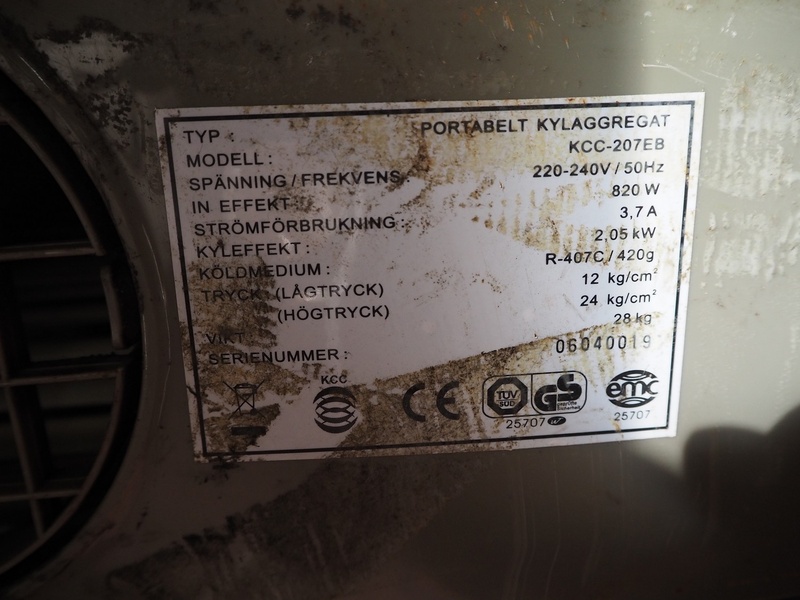 TYP : PORTABELT KYLAGGREGAT
MODELL : KCC-207EB
SPÄNNING / FREKVENS 220-240V / 50Hz
IN EFFEKT : 820 W
STRÖMFÖRBRUKNING : 3,7 A
KYLEFFEKT : 2,05 kW
KÖLDMEDIUM : R-407C / 420g
TRYCK (LÅGTRYCK) 12 kg/cm²
(HÖGTRYCK) 24 kg/cm²
VIKT 28 kg
SERIENUMMER : 06040019
KCC
CE
TÜV SÜD
GS geprüfte Sicherheit
emc
25707
25707